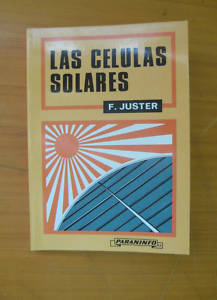 LAS CELULAS
SOLARES
F. JUSTER
PARANINFO